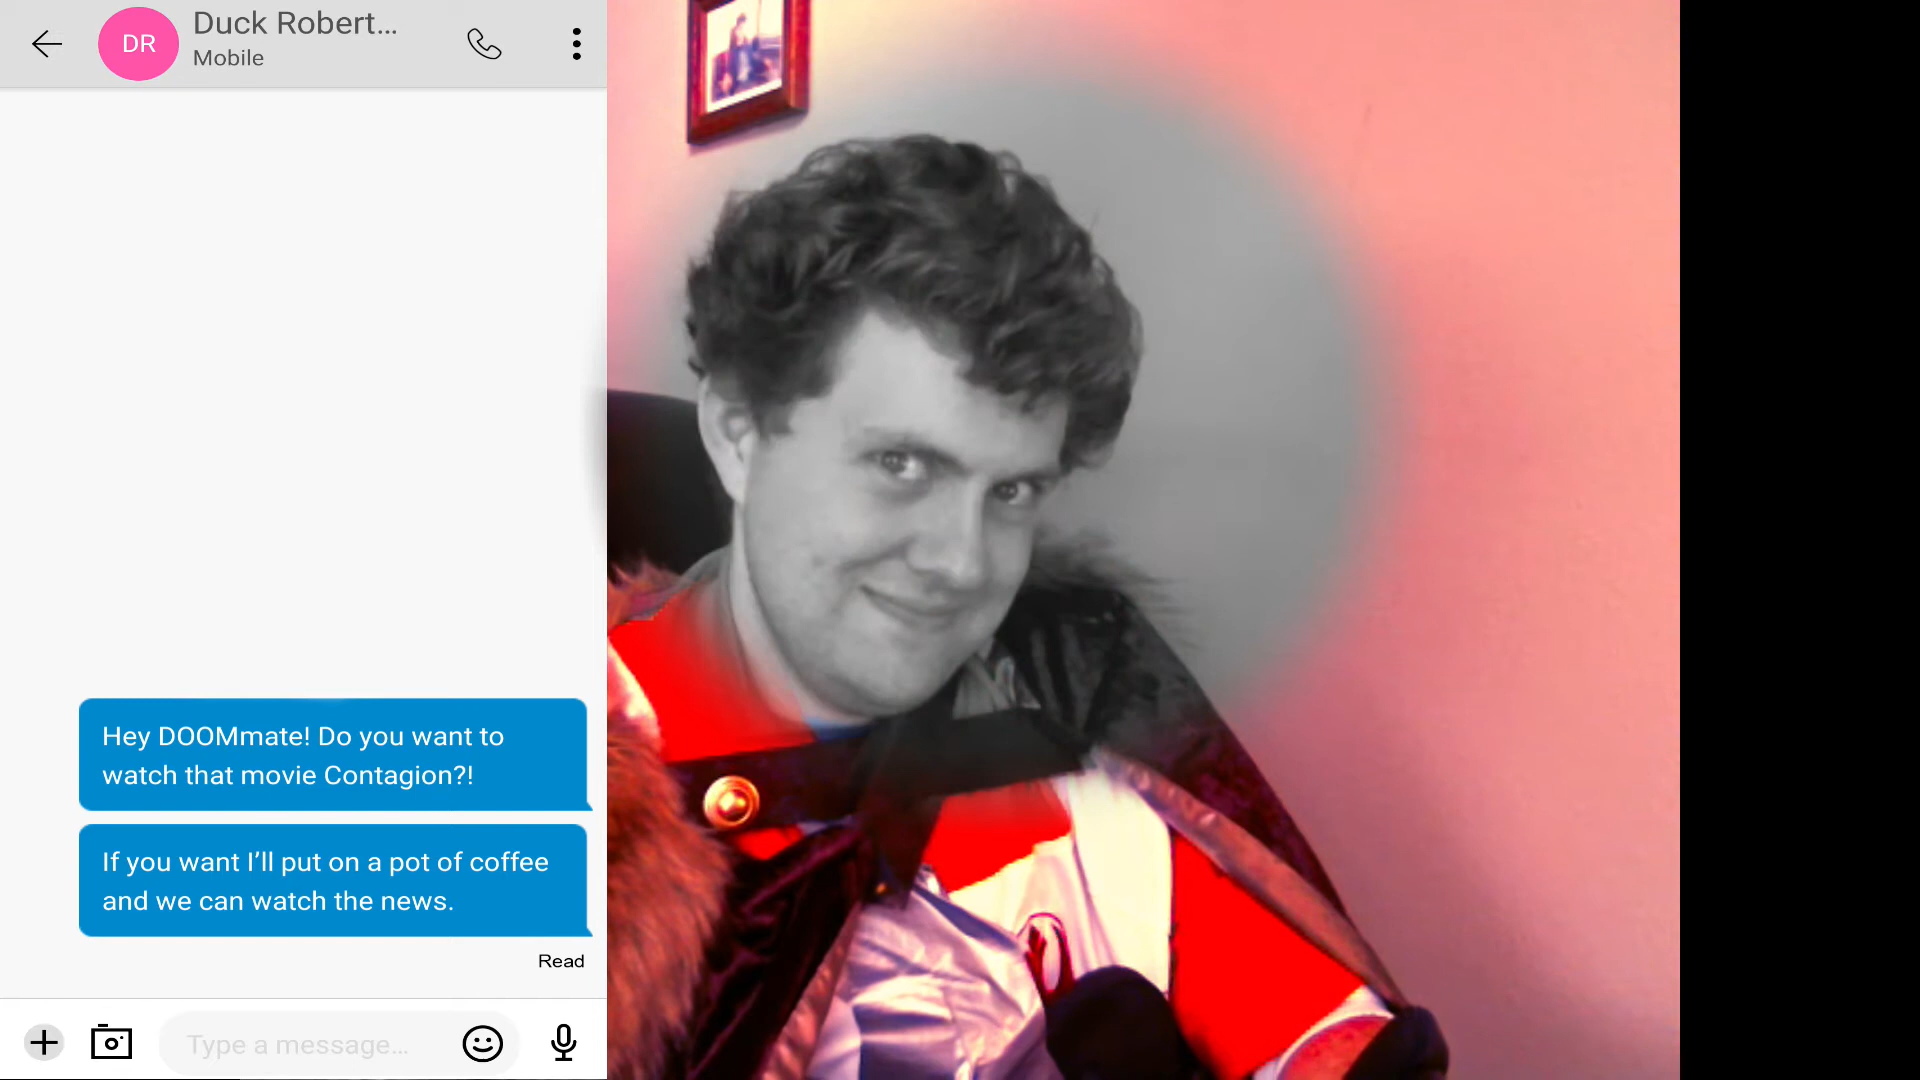 DR
Duck Robert...
Mobile
Hey DOOMmate! Do you want to
watch that movie Contagion?!
If you want I’ll put on a pot of coffee
and we can watch the news.
Read
Type a message...